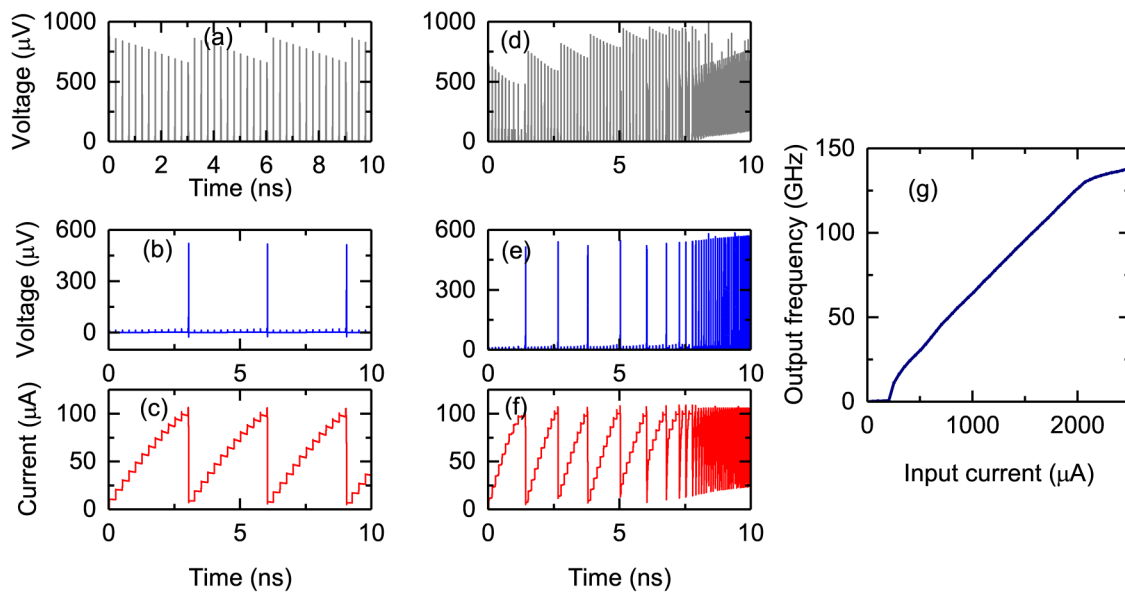 (a)
Voltage (μV)
1000
500
0
0 2 4 6 8 10
Time (ns)
(d)
1000
500
0
0 5 10
Time (ns)
(b)
Voltage (μV)
600
300
0
0 5 10
(e)
600
300
0
0 5 10
(c)
Current (μA)
100
50
0
0 5 10
Time (ns)
(f)
100
50
0
0 5 10
Time (ns)
(g)
Output frequency (GHz)
150
100
50
0
0 1000 2000
Input current (μA)